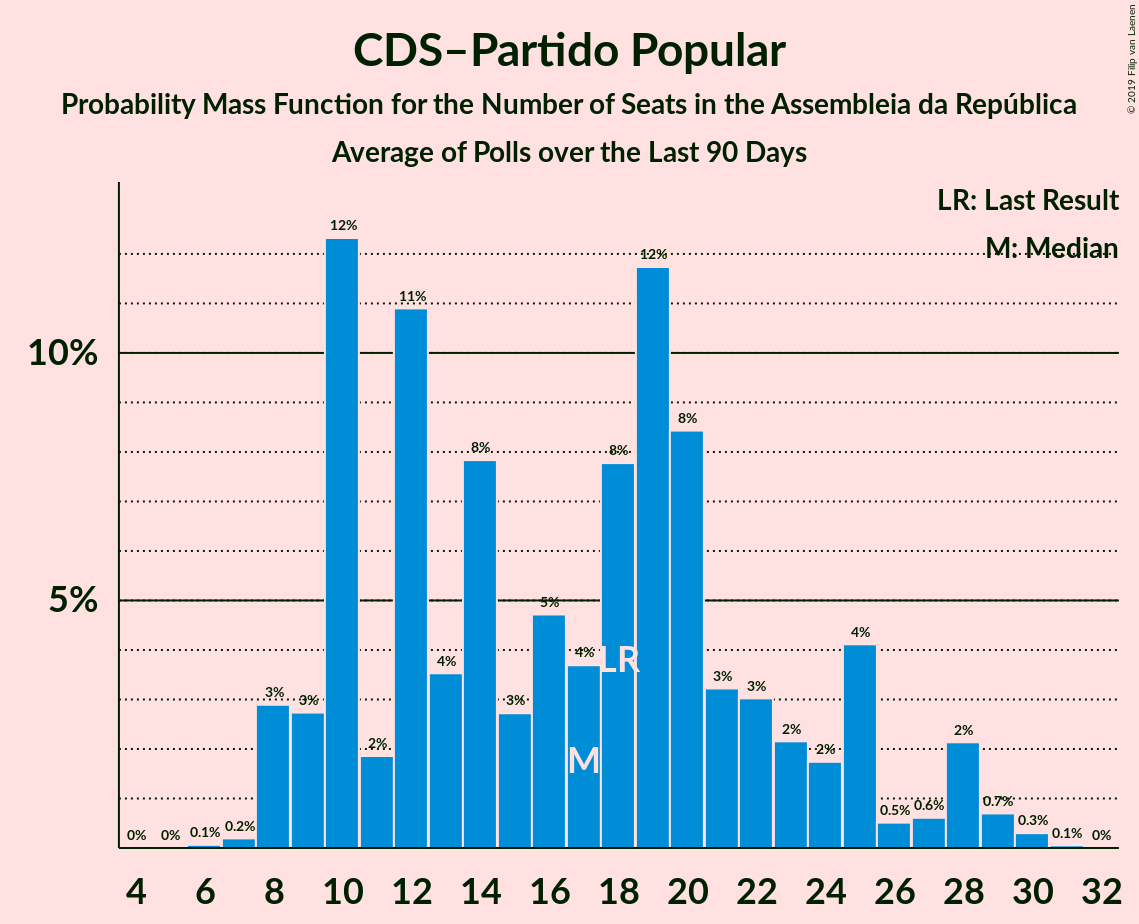 CDS–Partido Popular
Probability Mass Function for the Number of Seats in the Assembleia da República
Average of Polls over the Last 90 Days
© 2019 Filip van Laenen
LR: Last Result
M: Median
10%
5%
0% 0% 0.1% 0.2% 3% 3% 12% 2% 11% 4% 8% 3% 5% 4% 8% 12% 8% 3% 3% 2% 2% 4% 0.5% 0.6% 2% 0.7% 0.3% 0.1% 0%
LR
M
4 6 8 10 12 14 16 18 20 22 24 26 28 30 32